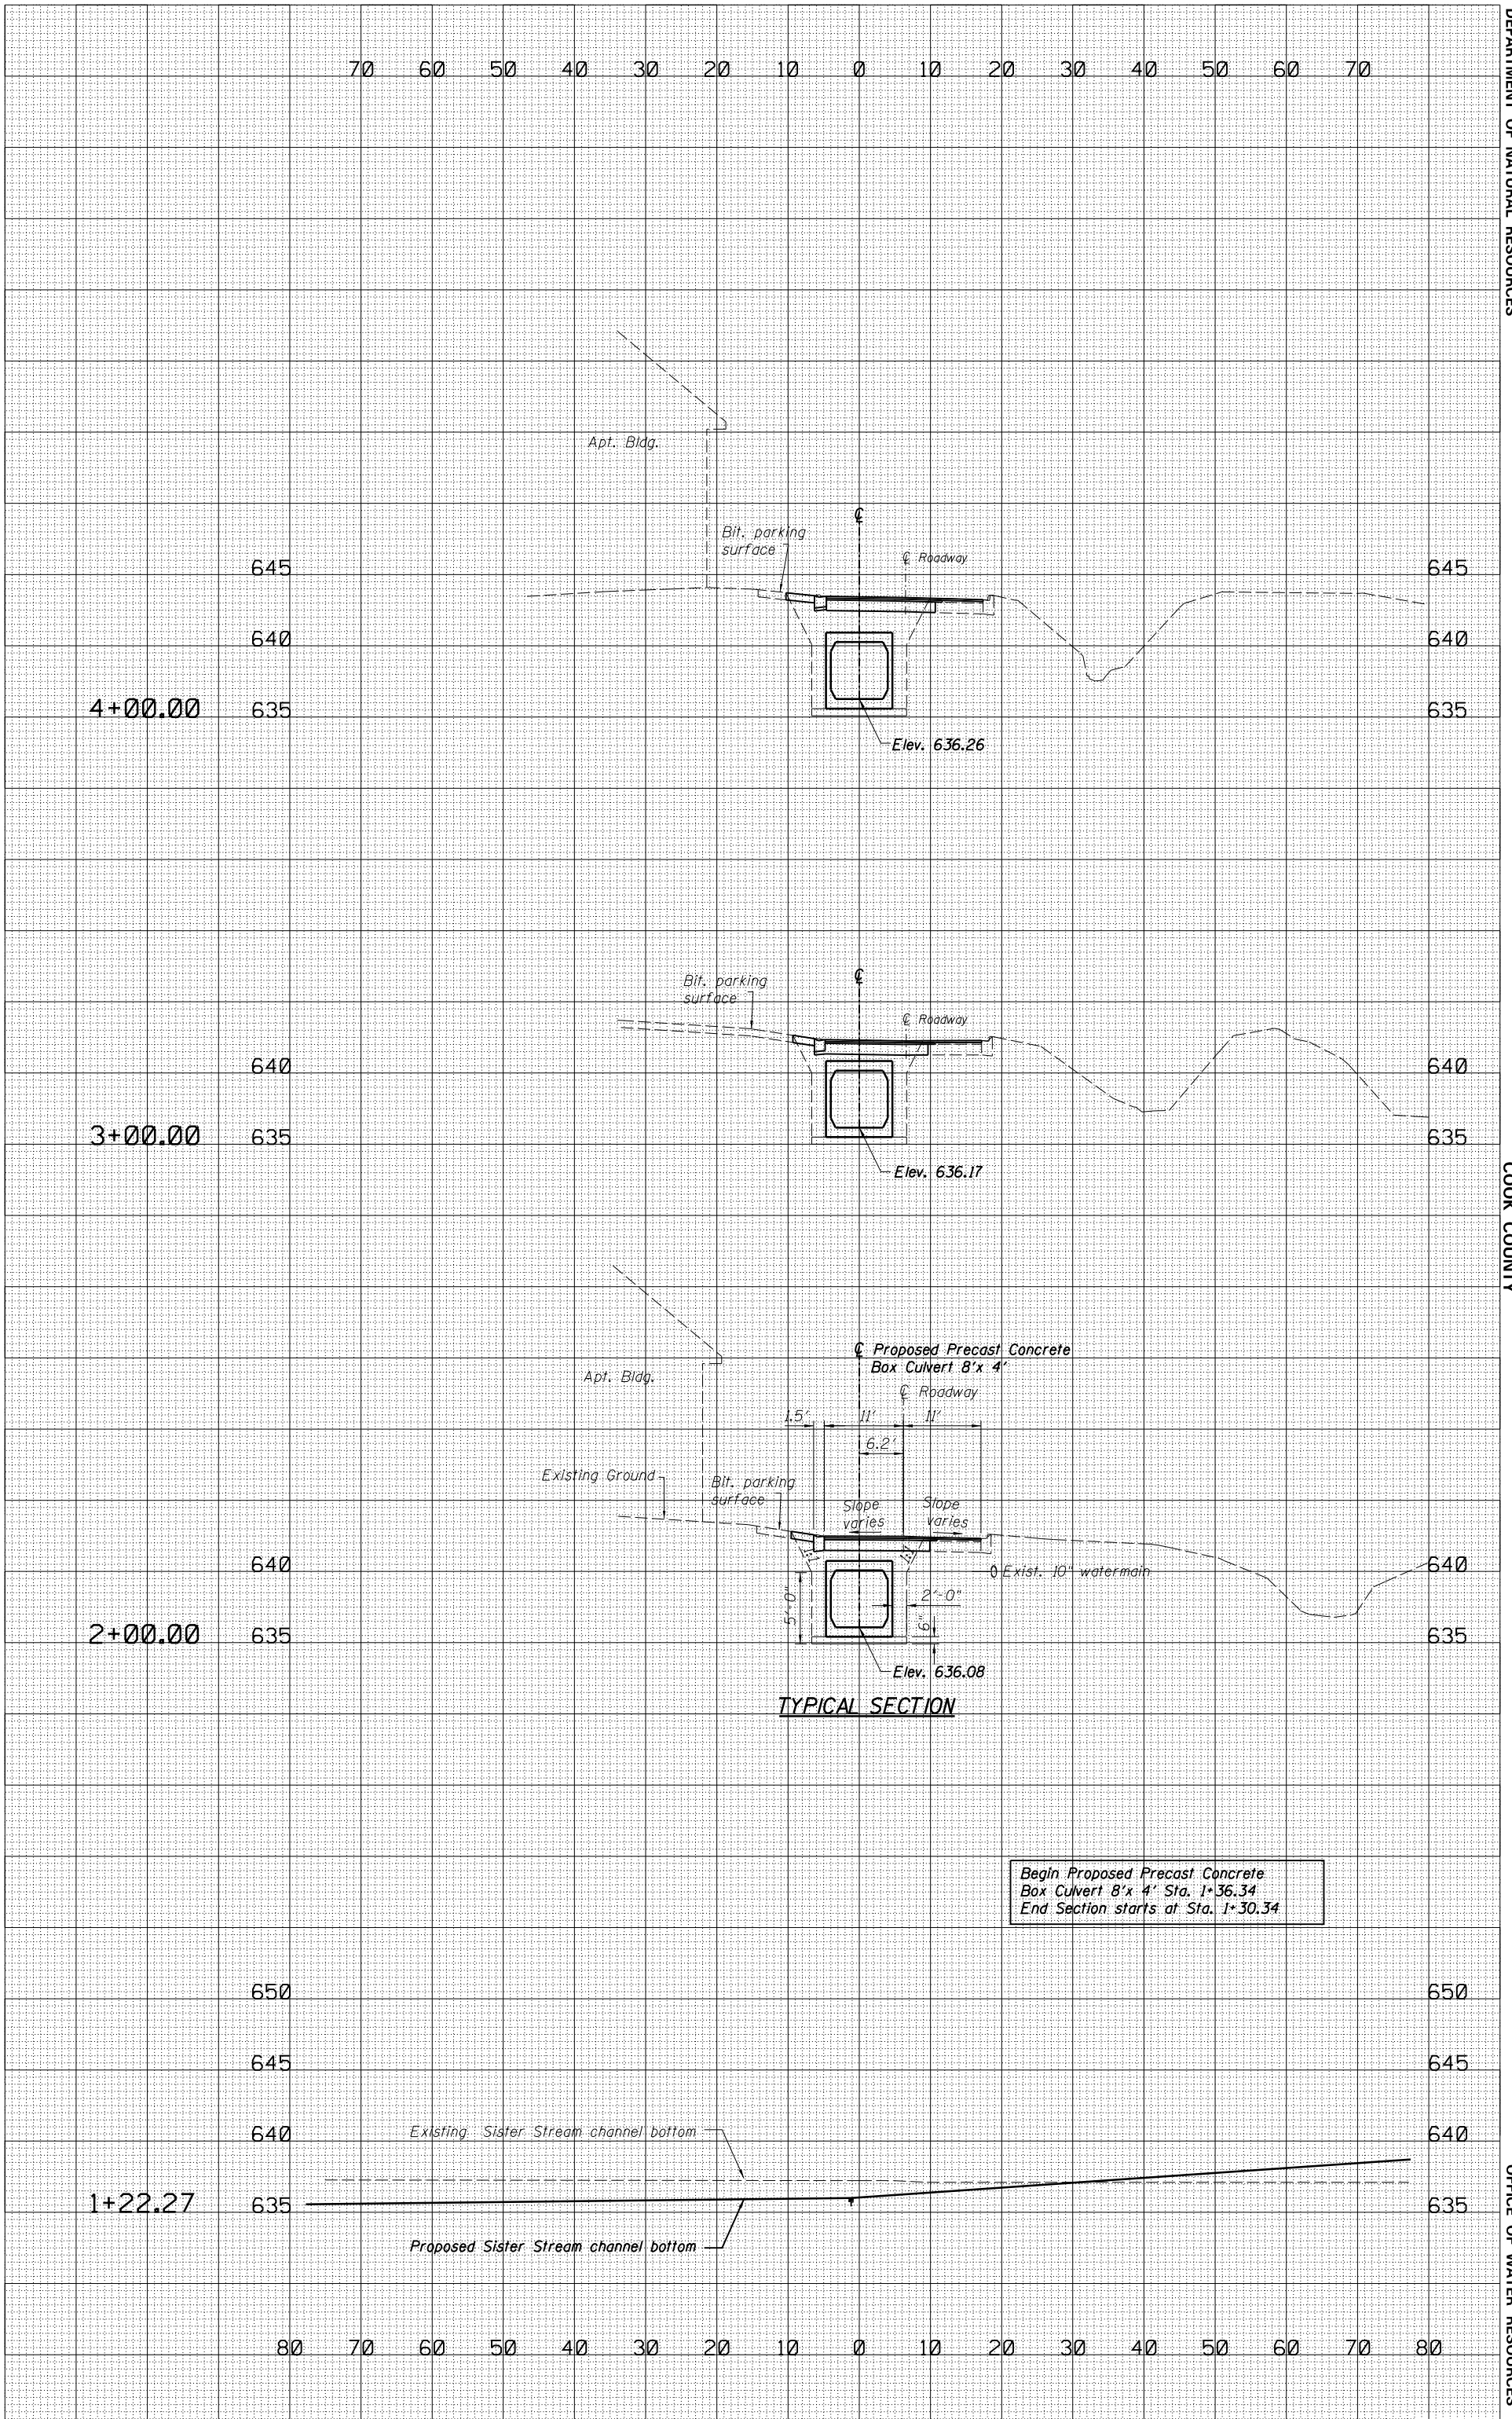 DEPARTMENT OF NATURAL RESOURCES
70 60 50 40 30 20 10 0 10 20 30 40 50 60 70
Apt. Bldg.
℄
Bit. parking
surface
℄ Roadway
645 645
640 640
4+00.00 635 635
Elev. 636.26
℄
Bit. parking
surface
℄ Roadway
640 640
3+00.00 635 635
Elev. 636.17
COOK COUNTY
℄ Proposed Precast Concrete
Box Culvert 8'x 4'
Apt. Bldg.
℄ Roadway
1.5' 11' 11'
6.2'
Existing Ground
Bit. parking
surface
Slope
varies
Slope
varies
1:1 1:1
640 640
Exist. 10" watermain
5'-0" 2'-0"
6"
2+00.00 635 635
Elev. 636.08
TYPICAL SECTION
Begin Proposed Precast Concrete
Box Culvert 8'x 4' Sta. 1+36.34
End Section starts at Sta. 1+30.34
650 650
645 645
640 640
Existing Sister Stream channel bottom
1+22.27 635 635
Proposed Sister Stream channel bottom
80 70 60 50 40 30 20 10 0 10 20 30 40 50 60 70 80
OFFICE OF WATER RESOURCES